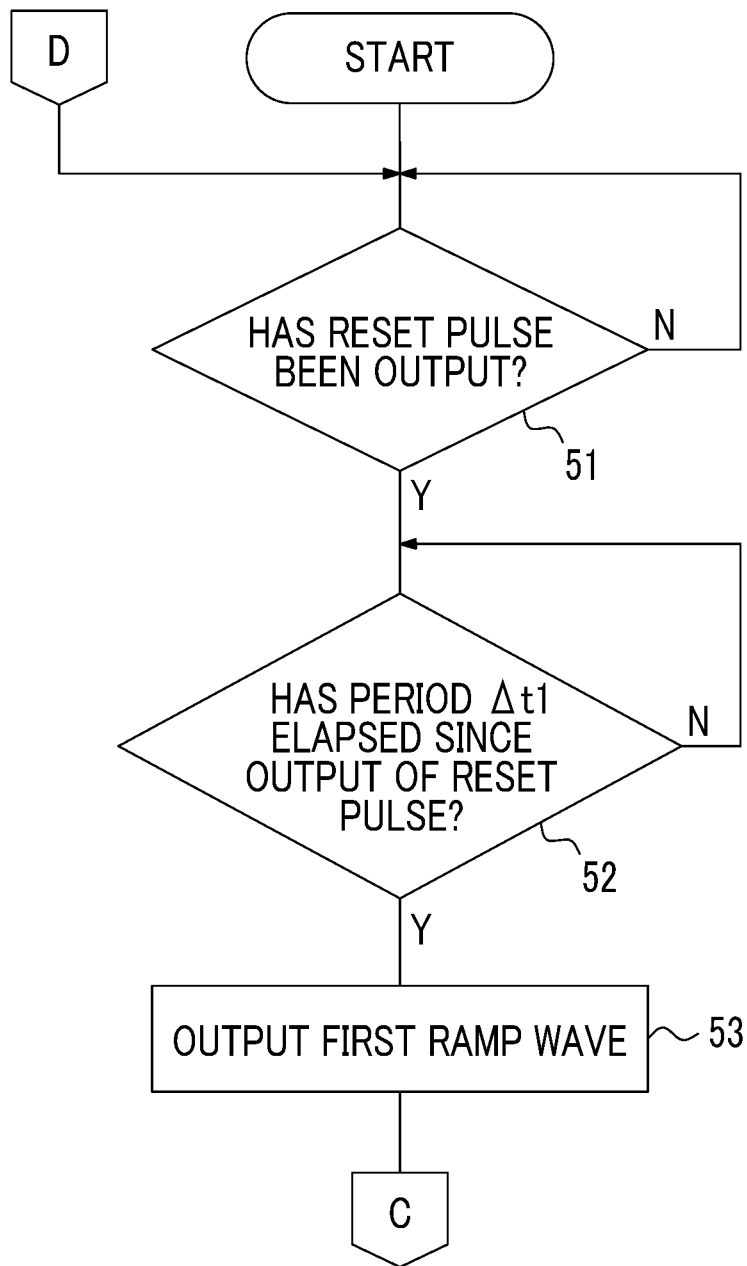 D
START
HAS RESET PULSE
BEEN OUTPUT?
N
51
Y
HAS PERIOD Δt1
ELAPSED SINCE
OUTPUT OF RESET
PULSE?
N
52
Y
OUTPUT FIRST RAMP WAVE
53
C